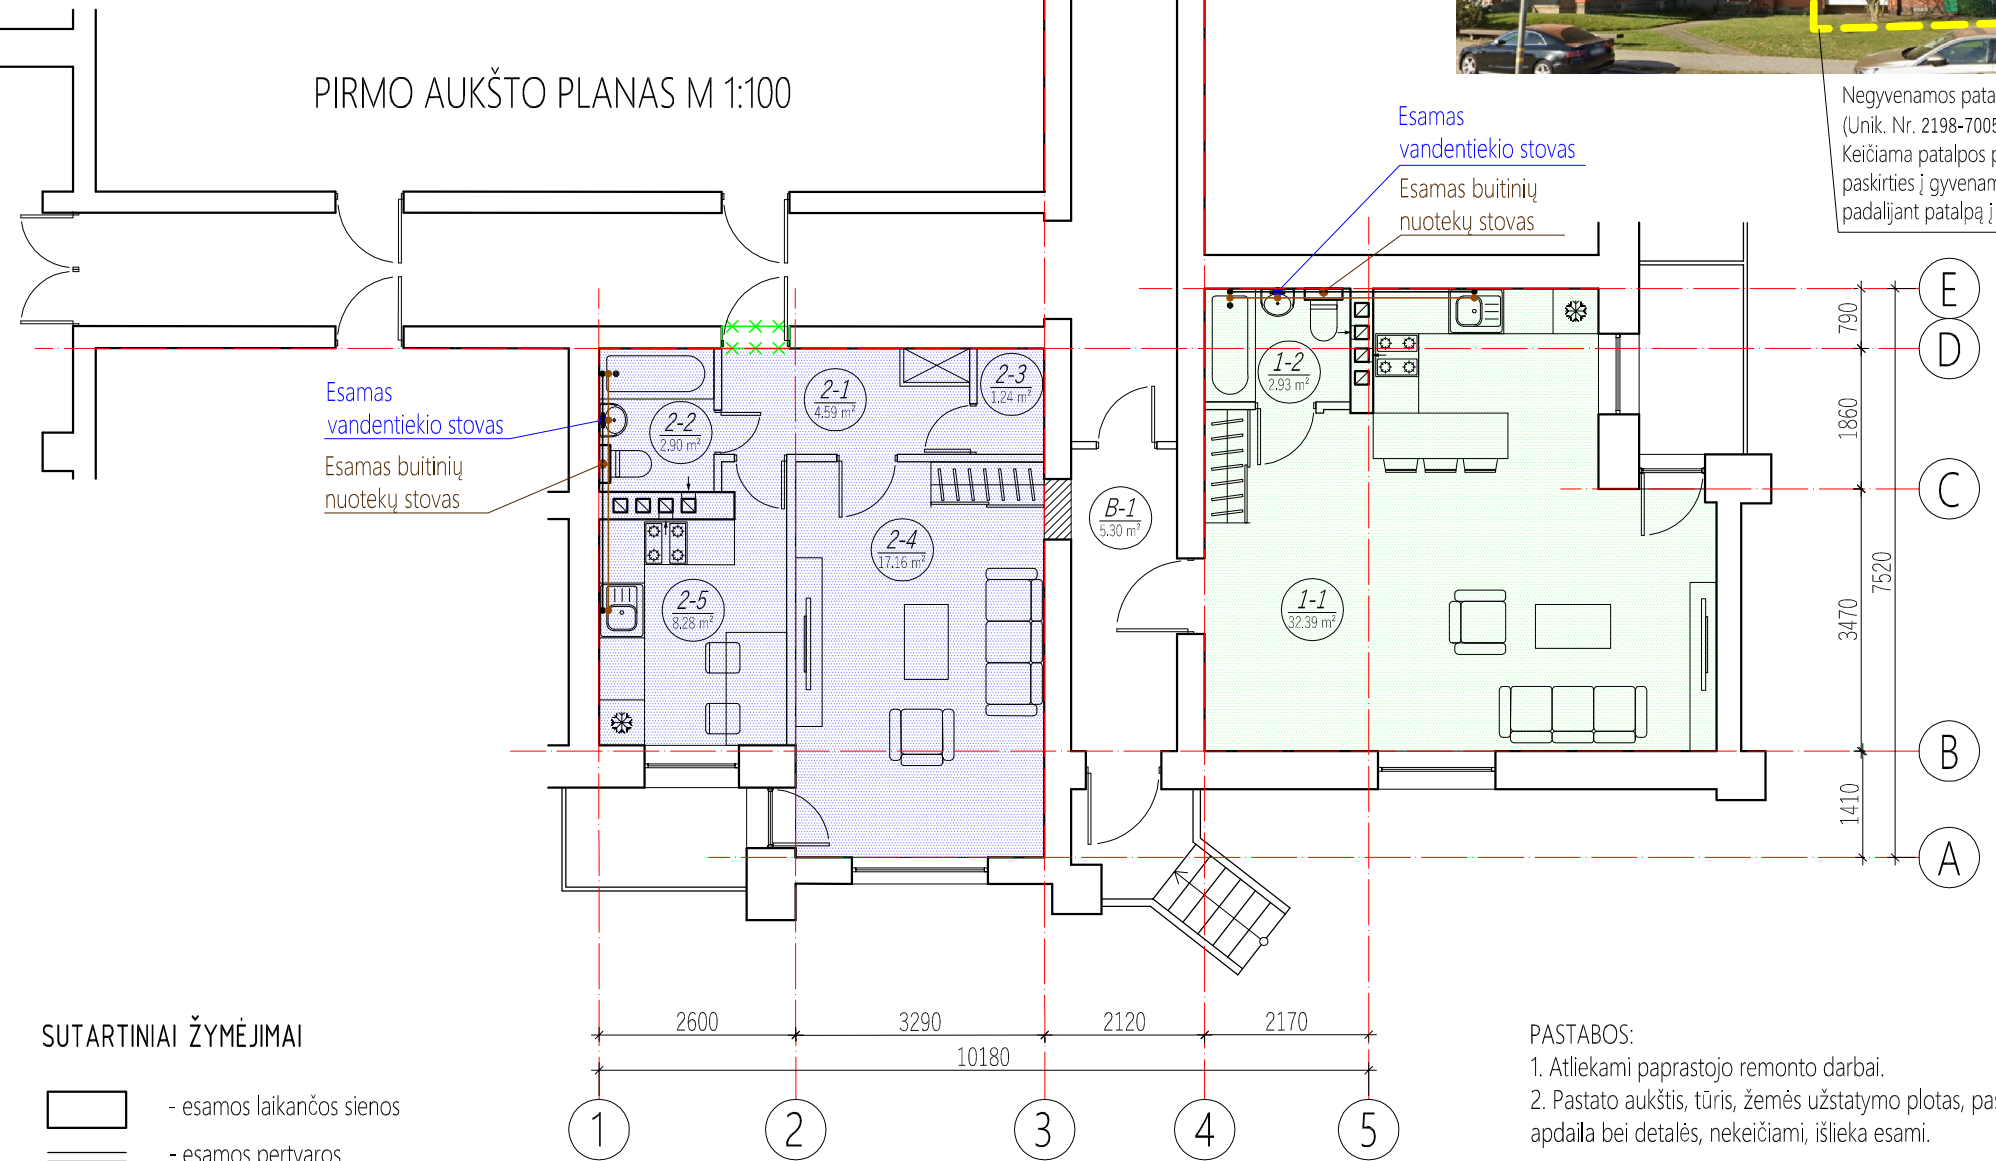 PIRMO AUKŠTO PLANAS M 1:100
Negyvenamos
(Unik. Nr. 2198-7005
Keičiama patalpos
paskirties į
padalijant patalpą į
Esamas
vandentiekio stovas
Esamas buitinių
nuotekų stovas
Esamas
vandentiekio stovas
Esamas buitinių
nuotekų stovas
2-1
4.59 m²
2-2
2.90 m²
2-3
1.24 m²
2-4
17.16 m²
2-5
8.28 m²
B-1
5.30 m²
1-2
2.93 m²
1-1
32.39 m²
E
D
C
B
A
790
1860
3470
1410
7520
2600
3290
2120
2170
10180
1
2
3
4
5
SUTARTINIAI ŽYMĖJIMAI
- esamos laikančos sienos
- esamos pertvaros
PASTABOS:
1. Atliekami paprastojo remonto darbai.
2. Pastato aukštis, tūris, žemės užstatymo plotas,
apdaila bei detalės, nekeičiami, išlieka esami.